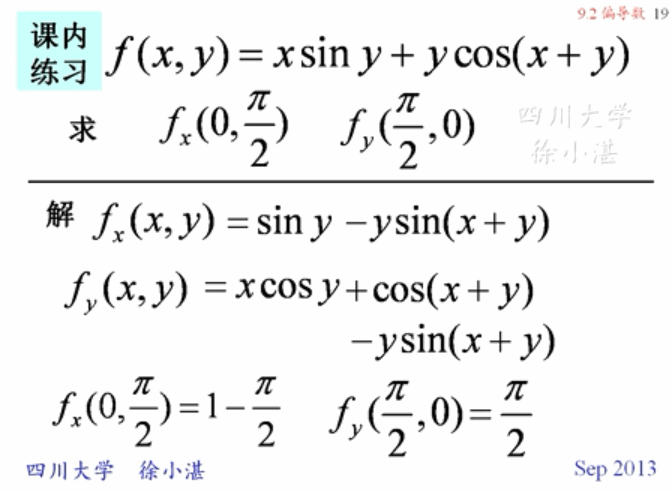 9.2 偏导数 19
课内
练习
f(x, y) = x sin y + y cos(x + y)
求 f_x(0, π/2) f_y(π/2, 0)
四川大学
徐小湛
解 f_x(x, y) = sin y − y sin(x + y)
f_y(x, y) = x cos y + cos(x + y)
− y sin(x + y)
f_x(0, π/2) = 1 − π/2 f_y(π/2, 0) = π/2
四川大学 徐小湛 Sep 2013